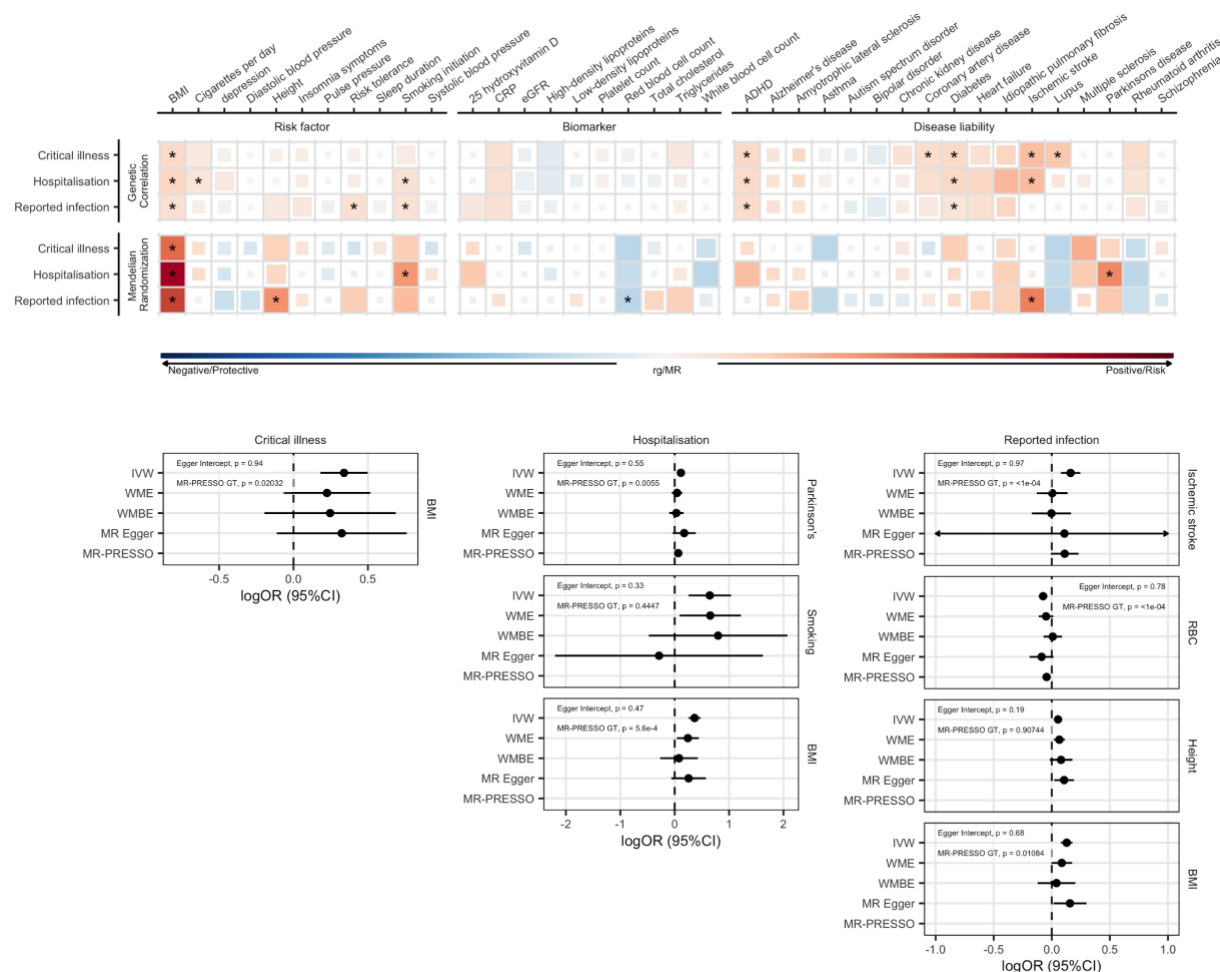 BMI
Cigarettes per day
depression
Diastolic blood pressure
Height
Insomnia symptoms
Pulse pressure
Risk tolerance
Sleep duration
Smoking initiation
Systolic blood pressure
25 hydroxyvitamin D
CRP
eGFR
High-density lipoproteins
Low-density lipoproteins
Platelet count
Red blood cell count
Total cholesterol
Triglycerides
White blood cell count
ADHD
Alzheimer's disease
Amyotrophic lateral sclerosis
Asthma
Autism spectrum disorder
Bipolar disorder
Chronic kidney disease
Coronary artery disease
Diabetes
Heart failure
Idiopathic pulmonary fibrosis
Ischemic stroke
Lupus
Multiple sclerosis
Parkinsons disease
Rheumatoid arthritis
Schizophrenia
Risk factor
Biomarker
Disease liability
Critical illness
Hospitalisation
Reported infection
Genetic
Correlation
* * * * * *
* * * * * *
* * * * *
Critical illness
Hospitalisation
Reported infection
Mendelian
Randomization
*
* * *
* * * *
Negative/Protective
rg/MR
Positive/Risk
Critical illness
IVW
WME
WMBE
MR Egger
MR-PRESSO
Egger Intercept, p = 0.94
MR-PRESSO GT, p = 0.02032
BMI
-0.5 0.0 0.5
logOR (95%CI)
Hospitalisation
IVW
WME
WMBE
MR Egger
MR-PRESSO
Egger Intercept, p = 0.55
MR-PRESSO GT, p = 0.0055
Parkinson's
IVW
WME
WMBE
MR Egger
MR-PRESSO
Egger Intercept, p = 0.33
MR-PRESSO GT, p = 0.4447
Smoking
IVW
WME
WMBE
MR Egger
MR-PRESSO
Egger Intercept, p = 0.47
MR-PRESSO GT, p = 5.6e-4
BMI
-2 -1 0 1 2
logOR (95%CI)
Reported infection
IVW
WME
WMBE
MR Egger
MR-PRESSO
Egger Intercept, p = 0.97
MR-PRESSO GT, p = <1e-04
Ischemic stroke
IVW
WME
WMBE
MR Egger
MR-PRESSO
Egger Intercept, p = 0.78
MR-PRESSO GT, p = <1e-04
RBC
IVW
WME
WMBE
MR Egger
MR-PRESSO
Egger Intercept, p = 0.19
MR-PRESSO GT, p = 0.90744
Height
IVW
WME
WMBE
MR Egger
MR-PRESSO
Egger Intercept, p = 0.68
MR-PRESSO GT, p = 0.01084
BMI
-1.0 -0.5 0.0 0.5 1.0
logOR (95%CI)